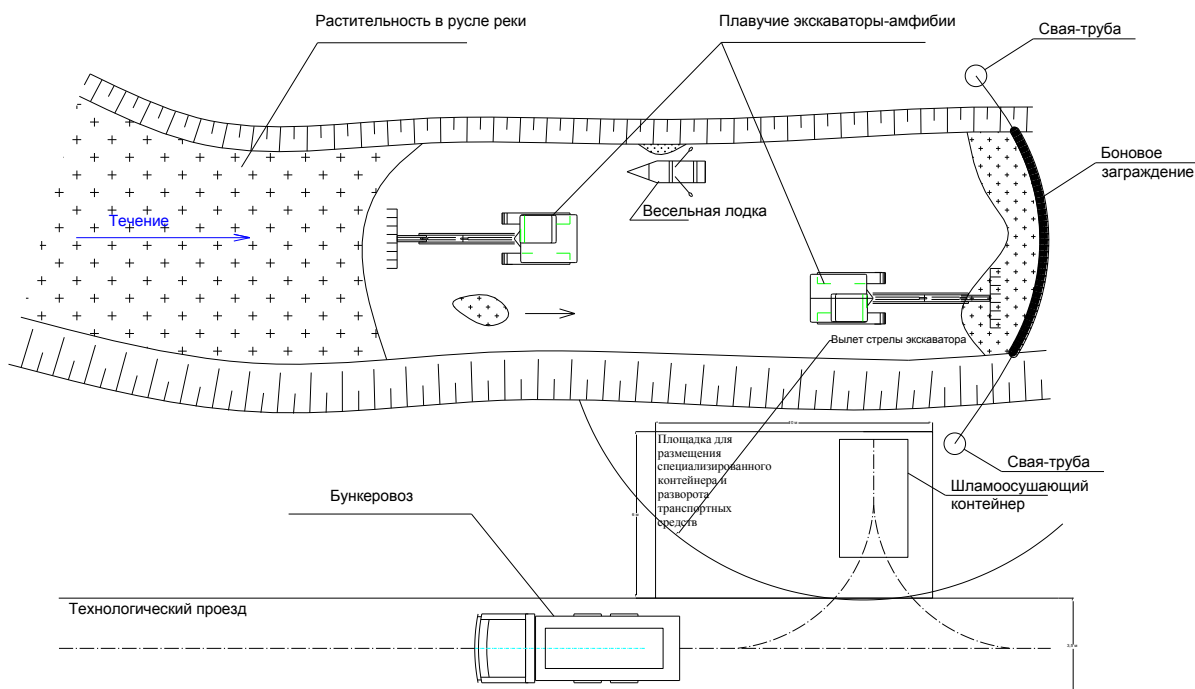 Растительность в русле реки
Плавучие экскаваторы-амфибии
Свая-труба
Боновое
заграждение
Течение
Весельная лодка
Вылет стрелы экскаватора
Площадка для
размещения
специализированного
контейнера и
разворота
транспортных
средств
Свая-труба
Шламоосушающий
контейнер
Бункеровоз
Технологический проезд